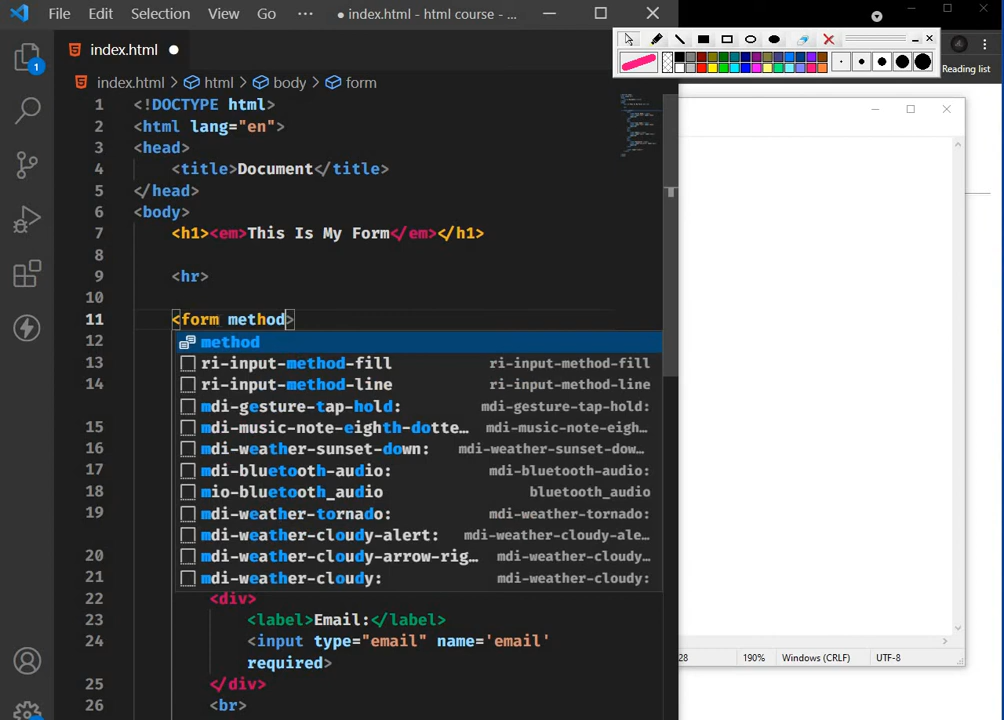 File Edit Selection View Go ··· ● index.html - html course - ...
index.html ●
Reading list
index.html > html > body > form
1 <!DOCTYPE html>
2 <html lang="en">
3 <head>
4 <title>Document</title>
5 </head>
6 <body>
7 <h1><em>This Is My Form</em></h1>
8
9 <hr>
10
11 <form method>
12 method
13 ri-input-method-fill ri-input-method-fill
14 ri-input-method-line ri-input-method-line
mdi-gesture-tap-hold: mdi-gesture-tap-hold:
15 mdi-music-note-eighth-dotte… mdi-music-note-eigh…
16 mdi-weather-sunset-down: mdi-weather-sunset-dow…
17 mdi-bluetooth-audio: mdi-bluetooth-audio:
18 mio-bluetooth_audio bluetooth_audio
19 mdi-weather-tornado: mdi-weather-tornado:
mdi-weather-cloudy-alert: mdi-weather-cloudy-ale…
20 mdi-weather-cloudy-arrow-rig… mdi-weather-cloudy…
21 mdi-weather-cloudy: mdi-weather-cloudy:
22 <div>
23 <label>Email:</label>
24 <input type="email" name='email'
required>
25 </div>
26 <br>
1
28 190% Windows (CRLF) UTF-8